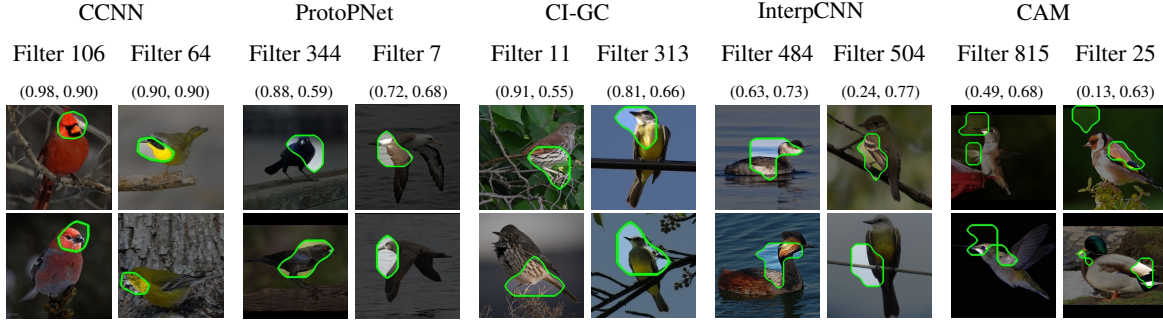 CCNN ProtoPNet CI-GC InterpCNN CAM
Filter 106 Filter 64 Filter 344 Filter 7 Filter 11 Filter 313 Filter 484 Filter 504 Filter 815 Filter 25
(0.98, 0.90) (0.90, 0.90) (0.88, 0.59) (0.72, 0.68) (0.91, 0.55) (0.81, 0.66) (0.63, 0.73) (0.24, 0.77) (0.49, 0.68) (0.13, 0.63)